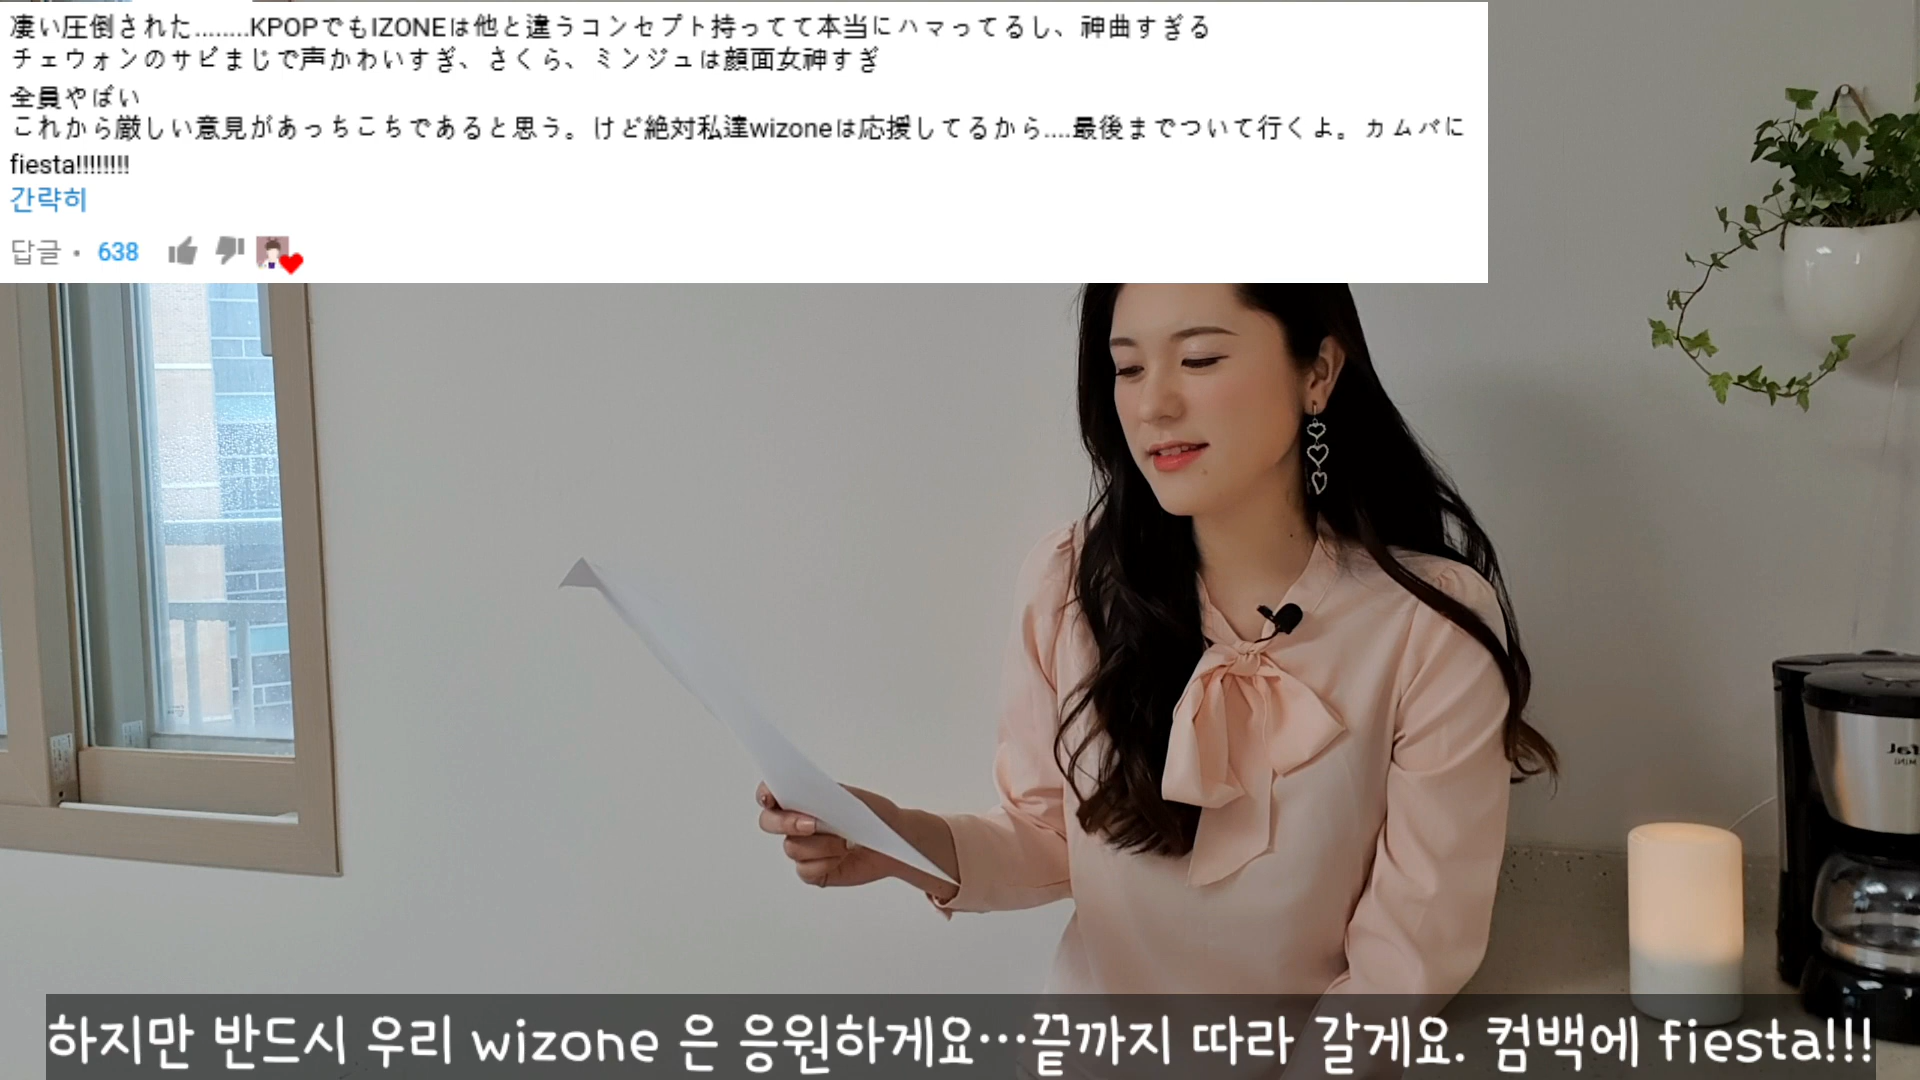 凄い圧倒された........KPOPでもIZONEは他と違うコンセプト持ってて本当にハマってるし、神曲すぎる
チェウォンのサビまじで声かわいすぎ、さくら、ミンジュは顔面女神すぎ
全員やばい
これから厳しい意見があっちこちであると思う。けど絶対私達wizoneは応援してるから....最後までついて行くよ。カムバに
fiesta!!!!!!!!
간략히
답글 · 638
하지만 반드시 우리 wizone 은 응원하게요…끝까지 따라 갈게요. 컴백에 fiesta!!!